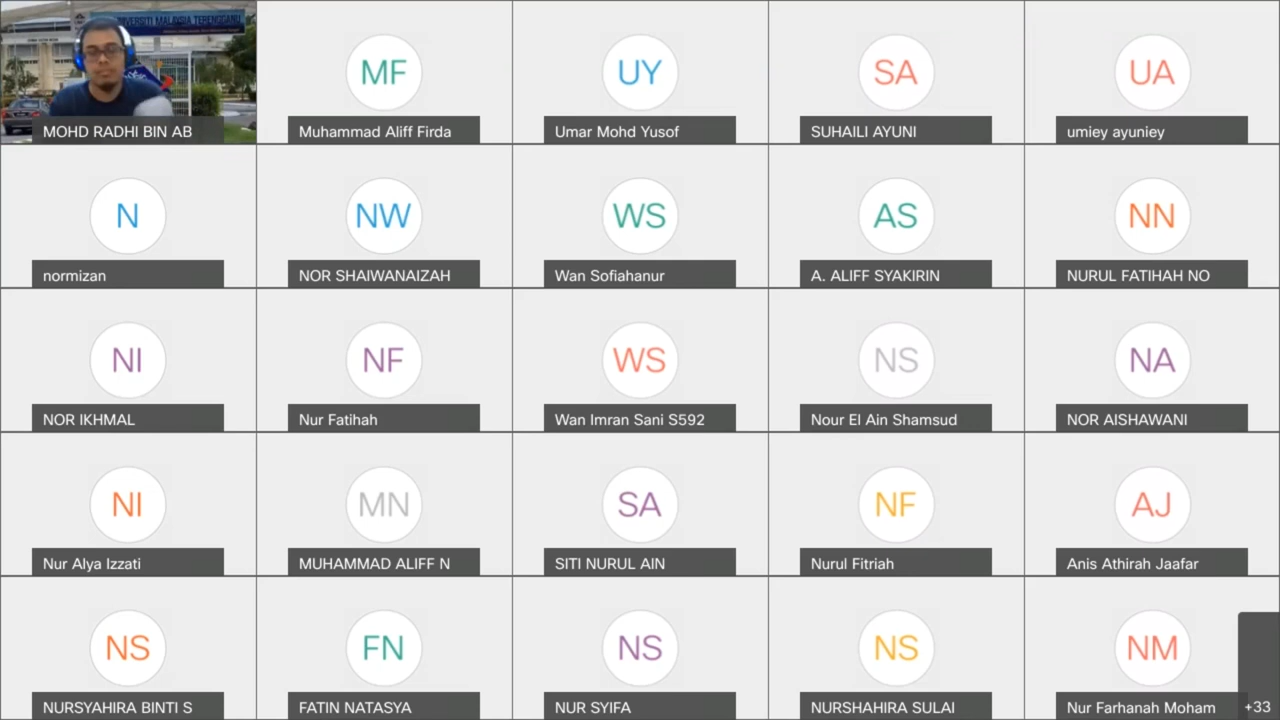 UNIVERSITI MALAYSIA TERENGGANU
MOHD RADHI BIN AB
MF
Muhammad Aliff Firda
UY
Umar Mohd Yusof
SA
SUHAILI AYUNI
UA
umiey ayuniey
N
normizan
NW
NOR SHAIWANAIZAH
WS
Wan Sofiahanur
AS
A. ALIFF SYAKIRIN
NN
NURUL FATIHAH NO
NI
NOR IKHMAL
NF
Nur Fatihah
WS
Wan Imran Sani S592
NS
Nour El Ain Shamsud
NA
NOR AISHAWANI
NI
Nur Alya Izzati
MN
MUHAMMAD ALIFF N
SA
SITI NURUL AIN
NF
Nurul Fitriah
AJ
Anis Athirah Jaafar
NS
NURSYAHIRA BINTI S
FN
FATIN NATASYA
NS
NUR SYIFA
NS
NURSHAHIRA SULAI
NM
Nur Farhanah Moham
+33